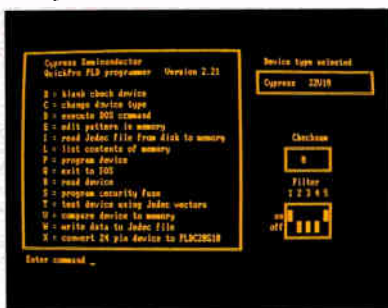 Cypress Semiconductor
QuickPro PLD programmer Version 2.21
B = blank check device
C = change device type
D = execute DOS command
E = edit pattern in memory
I = read Jedec file from disk to memory
L = list contents of memory
P = program device
Q = exit to DOS
R = read device
S = program security fuse
T = test device using Jedec vectors
V = compare device to memory
W = write data to Jedec file
X = convert 24 pin device to PLDC20G10
Enter command _
Device type selected
Cypress 22V10
Checksum
0
Filter
1 2 3 4 5
on
off